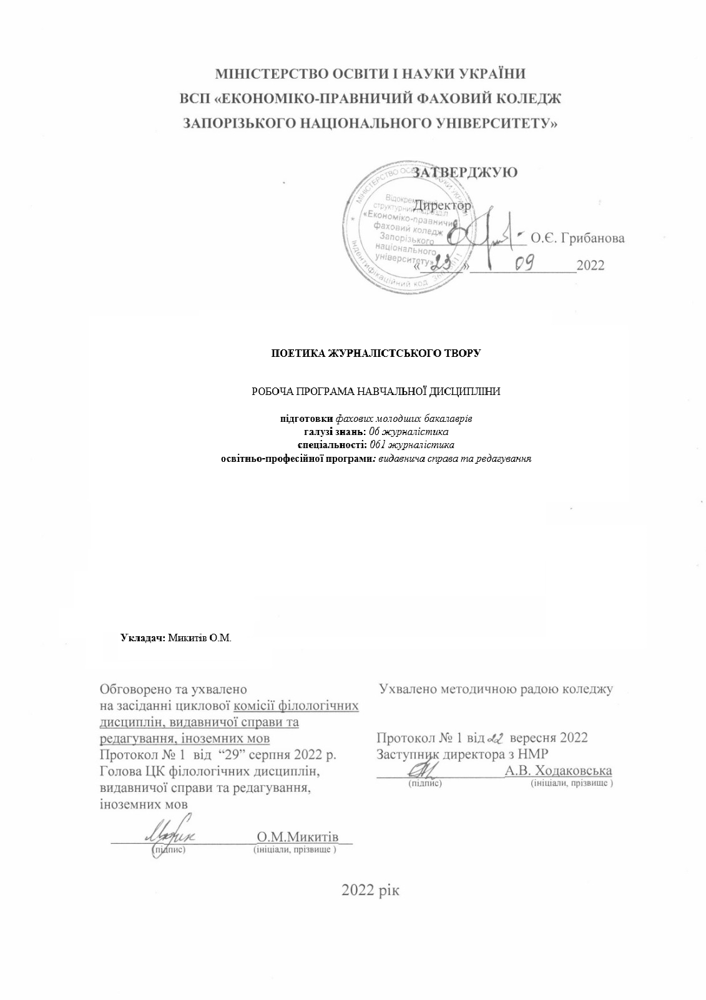 МІНІСТЕРСТВО ОСВІТИ І НАУКИ УКРАЇНИ
ВСП «ЕКОНОМІКО-ПРАВНИЧИЙ ФАХОВИЙ КОЛЕДЖ
ЗАПОРІЗЬКОГО НАЦІОНАЛЬНОГО УНІВЕРСИТЕТУ»
ЗАТВЕРДЖУЮ
Директор
О.Є. Грибанова
«23» 09 2022
МІНІСТЕРСТВО ОСВІТИ І НАУКИ УКРАЇНИ
Відокремлений
структурний підрозділ
«Економіко-правничий
фаховий коледж
Запорізького
національного
університету»
Ідентифікаційний код
ПОЕТИКА ЖУРНАЛІСТСЬКОГО ТВОРУ
РОБОЧА ПРОГРАМА НАВЧАЛЬНОЇ ДИСЦИПЛІНИ
підготовки фахових молодших бакалаврів
галузі знань: 06 журналістика
спеціальності: 061 журналістика
освітньо-професійної програми: видавнича справа та редагування
Укладач: Микитів О.М.
Обговорено та ухвалено
на засіданні циклової комісії філологічних
дисциплін, видавничої справи та
редагування, іноземних мов
Протокол № 1 від “29” серпня 2022 р.
Голова ЦК філологічних дисциплін,
видавничої справи та редагування,
іноземних мов
О.М.Микитів
(підпис) (ініціали, прізвище )
Ухвалено методичною радою коледжу
Протокол № 1 від 22 вересня 2022
Заступник директора з НМР
А.В. Ходаковська
(підпис) (ініціали, прізвище )
2022 рік